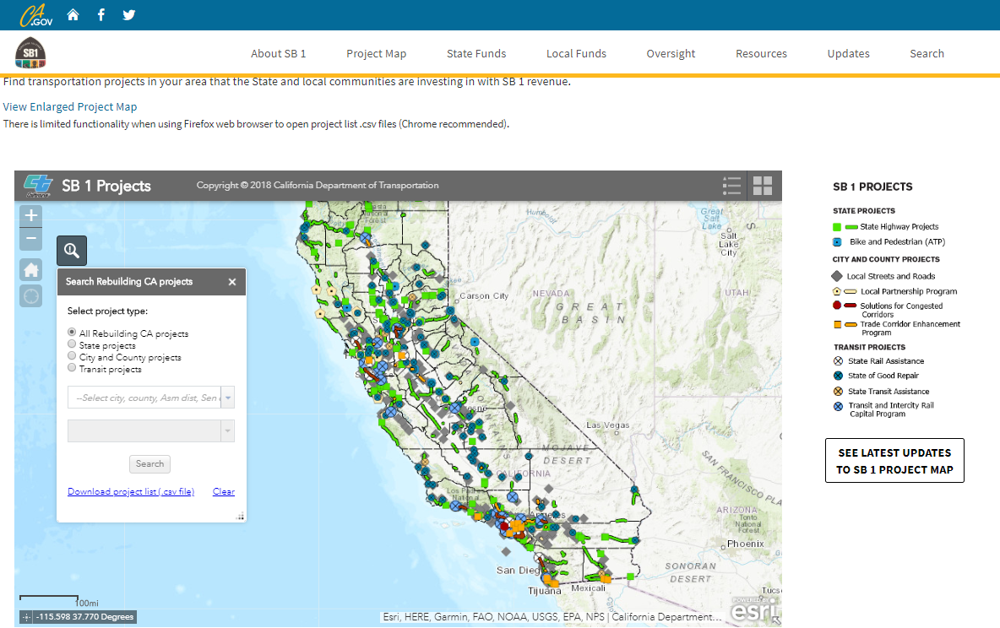 CA
.GOV
SB1
About SB 1
Project Map
State Funds
Local Funds
Oversight
Resources
Updates
Search
Find transportation projects in your area that the State and local communities are investing in with SB 1 revenue.
View Enlarged Project Map
There is limited functionality when using Firefox web browser to open project list .csv files (Chrome recommended).
SB 1 Projects
Copyright © 2018 California Department of Transportation
+
−
Search Rebuilding CA projects
Select project type:
All Rebuilding CA projects
State projects
City and County projects
Transit projects
--Select city, county, Asm dist, Sen
Search
Download project list (.csv file)
Clear
Humboldt
Great
Salt
Lake
Salt
Lake
City
Carson City
NEVADA
UTAH
GREAT
BASIN
Las Vegas
MOJAVE
DESERT
CALIFORNIA
SAN FRANCISCO PLA
Los Padres
National
ARIZONA
Tonto
National
Forest
Phoenix
San Dieg
SONORAN
DESERT
Tijuana
Mexicali
Tucs
100mi
-115.598 37.770 Degrees
Esri, HERE, Garmin, FAO, NOAA, USGS, EPA, NPS | California Department...
POWERED BY
esri
SB 1 PROJECTS
STATE PROJECTS
State Highway Projects
Bike and Pedestrian (ATP)
CITY AND COUNTY PROJECTS
Local Streets and Roads
Local Partnership Program
Solutions for Congested
Corridors
Trade Corridor Enhancement
Program
TRANSIT PROJECTS
State Rail Assistance
State of Good Repair
State Transit Assistance
Transit and Intercity Rail
Capital Program
SEE LATEST UPDATES
TO SB 1 PROJECT MAP